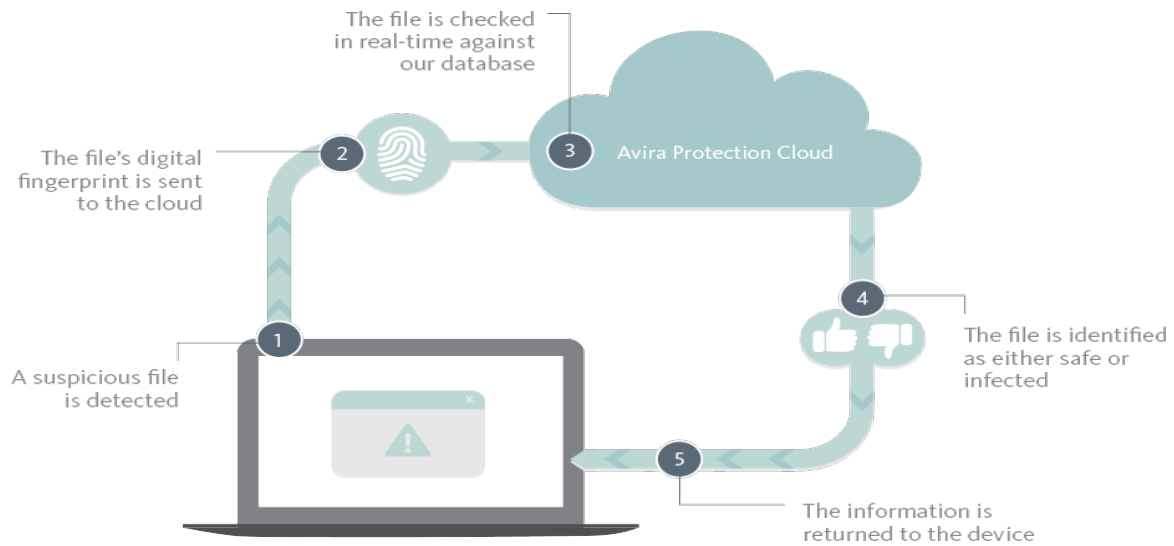 The file is checked
in real-time against
our database
2
3
Avira Protection Cloud
The file's digital
fingerprint is sent
to the cloud
1
A suspicious file
is detected
x
!
4
The file is identified
as either safe or
infected
5
The information is
returned to the device